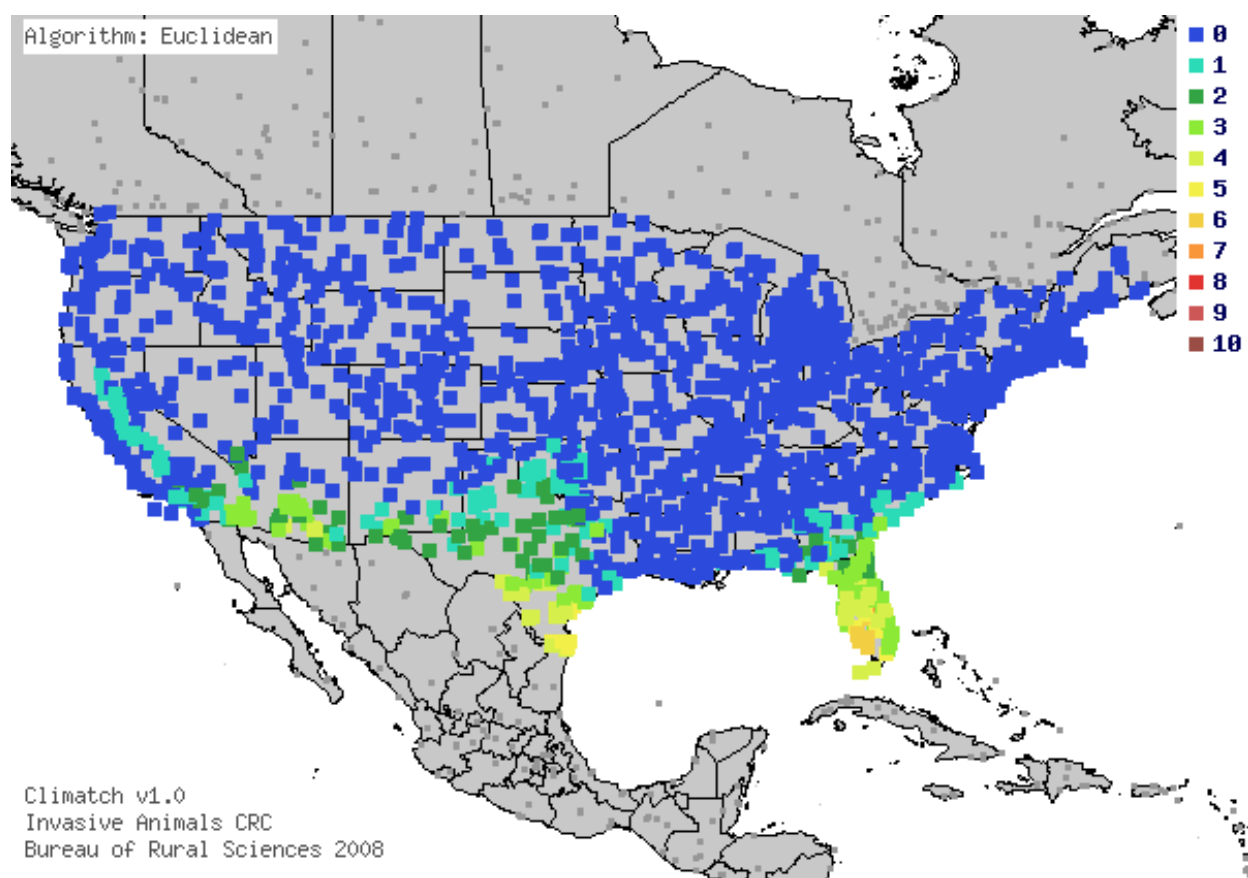 Algorithm: Euclidean
0
1
2
3
4
5
6
7
8
9
10
Climatch v1.0
Invasive Animals CRC
Bureau of Rural Sciences 2008